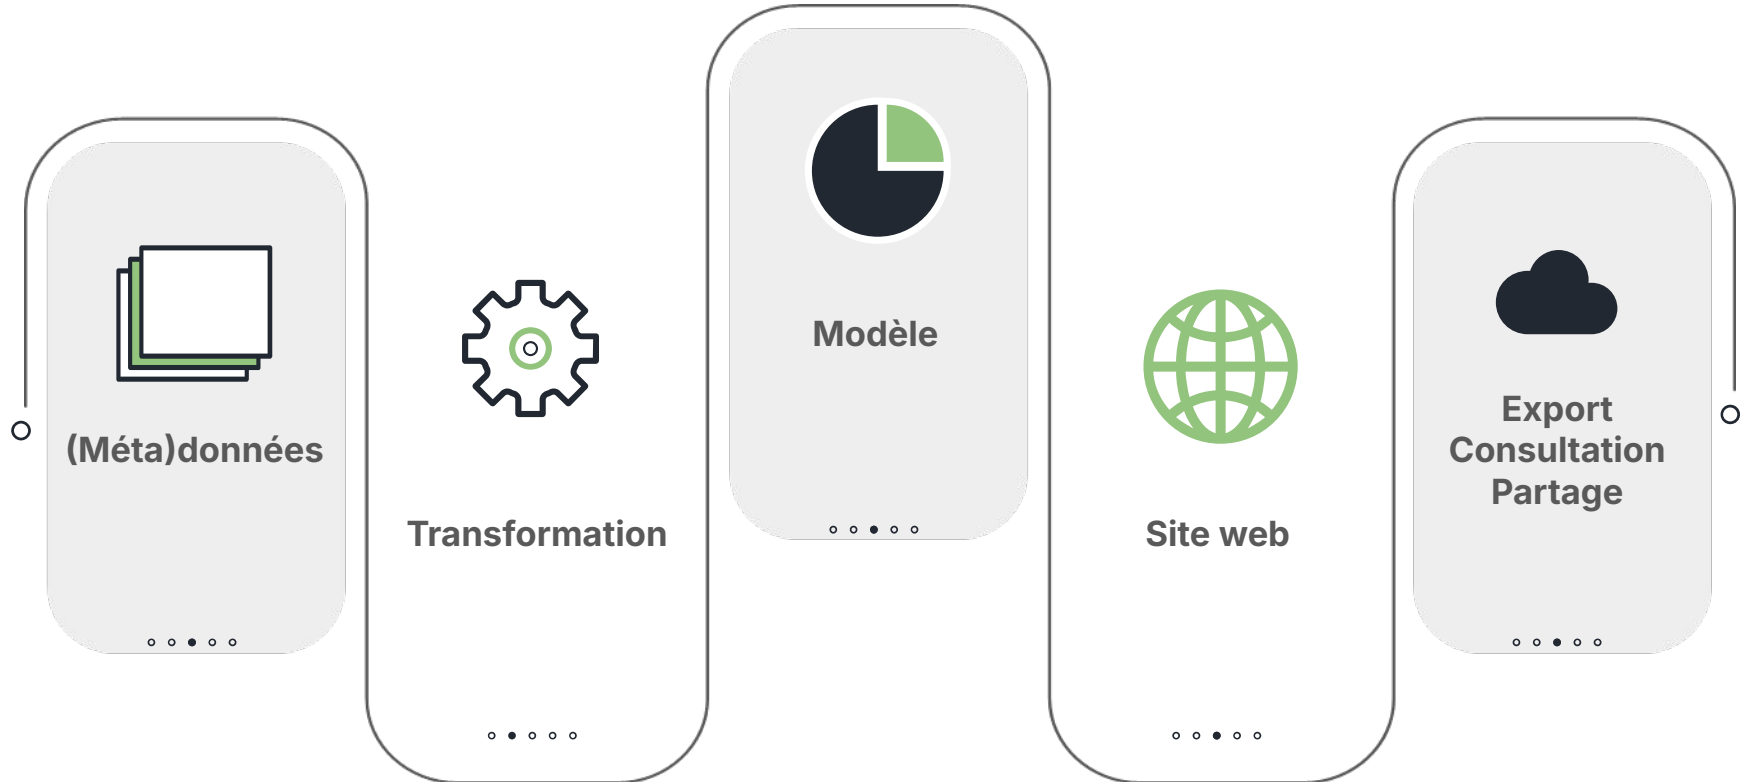 (Méta)données
Transformation
Modèle
Site web
Export
Consultation
Partage